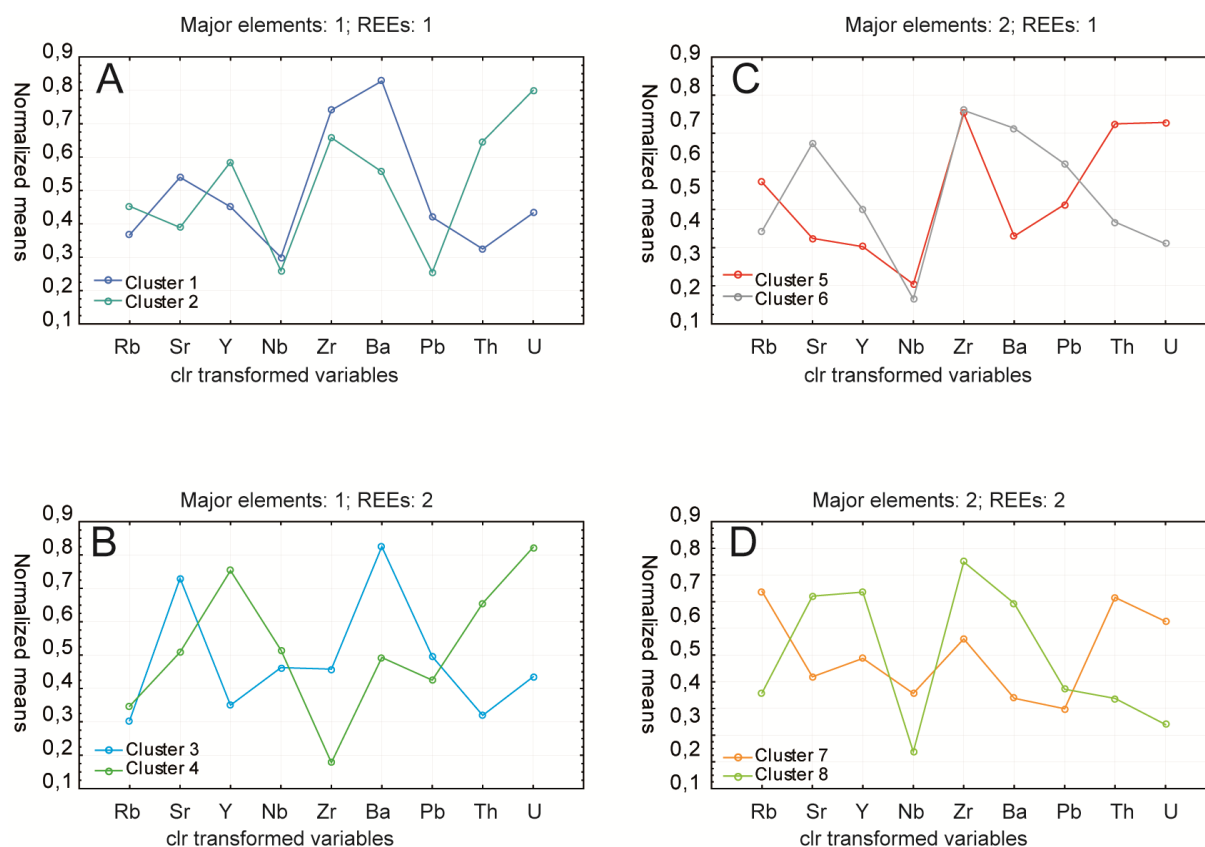 Major elements: 1; REEs: 1
A
Normalized means
0,9
0,8
0,7
0,6
0,5
0,4
0,3
0,2
0,1
Cluster 1
Cluster 2
Rb Sr Y Nb Zr Ba Pb Th U
clr transformed variables
Major elements: 2; REEs: 1
C
Normalized means
0,9
0,8
0,7
0,6
0,5
0,4
0,2
0,1
Cluster 5
Cluster 6
Rb Sr Y Nb Zr Ba Pb Th U
clr transformed variables
Major elements: 1; REEs: 2
B
Normalized means
0,9
0,8
0,7
0,6
0,5
0,4
0,3
0,2
0,1
Cluster 3
Cluster 4
Rb Sr Y Nb Zr Ba Pb Th U
clr transformed variables
Major elements: 2; REEs: 2
D
Normalized means
0,9
0,8
0,7
0,6
0,5
0,4
0,3
0,2
0,1
Cluster 7
Cluster 8
Rb Sr Y Nb Zr Ba Pb Th U
clr transformed variables